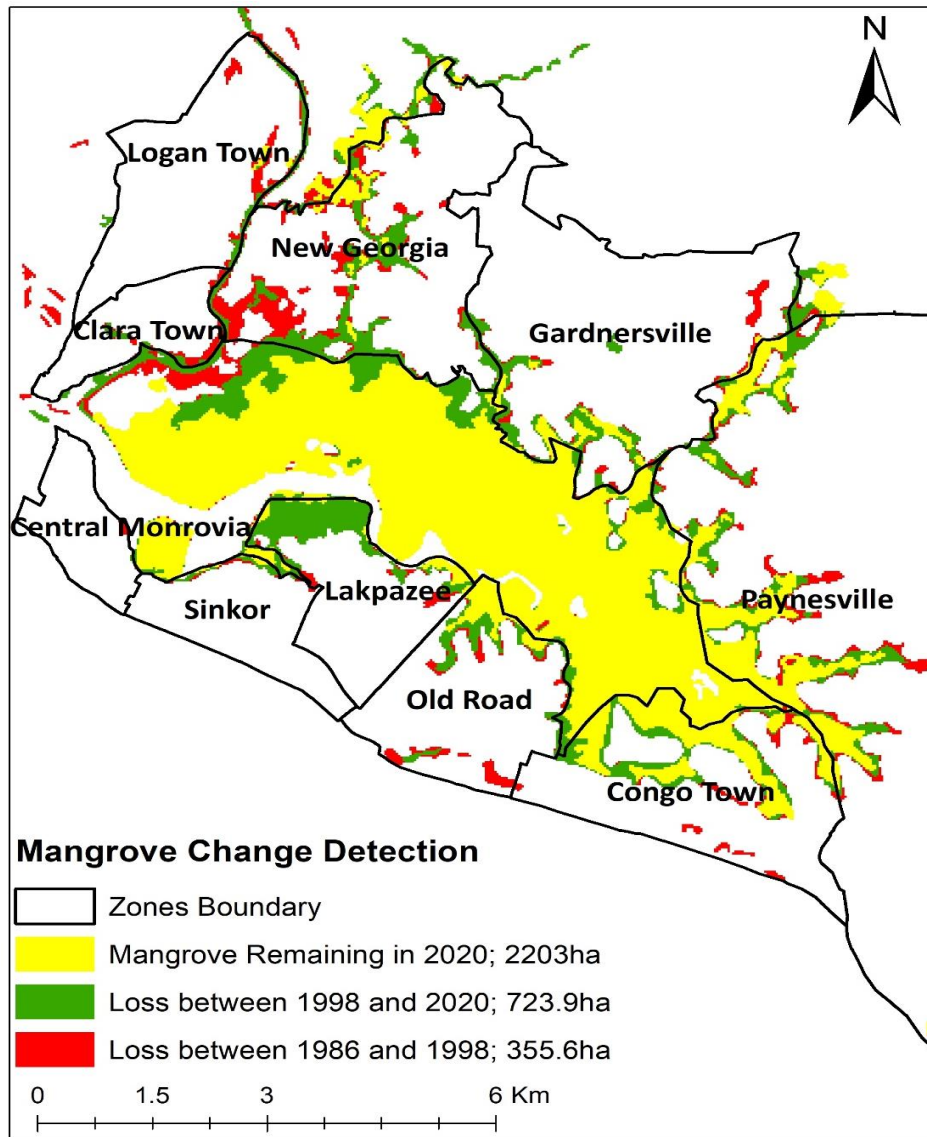 N
Logan Town
New Georgia
Clara Town
Gardnersville
Central Monrovia
Lakpazee
Sinkor
Paynesville
Old Road
Congo Town
Mangrove Change Detection
Zones Boundary
Mangrove Remaining in 2020; 2203ha
Loss between 1998 and 2020; 723.9ha
Loss between 1986 and 1998; 355.6ha
0 1.5 3 6 Km